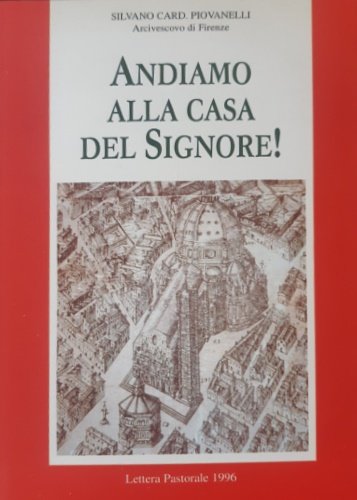 SILVANO CARD. PIOVANELLI
Arcivescovo di Firenze
ANDIAMO
ALLA CASA
DEL SIGNORE!
Lettera Pastorale 1996